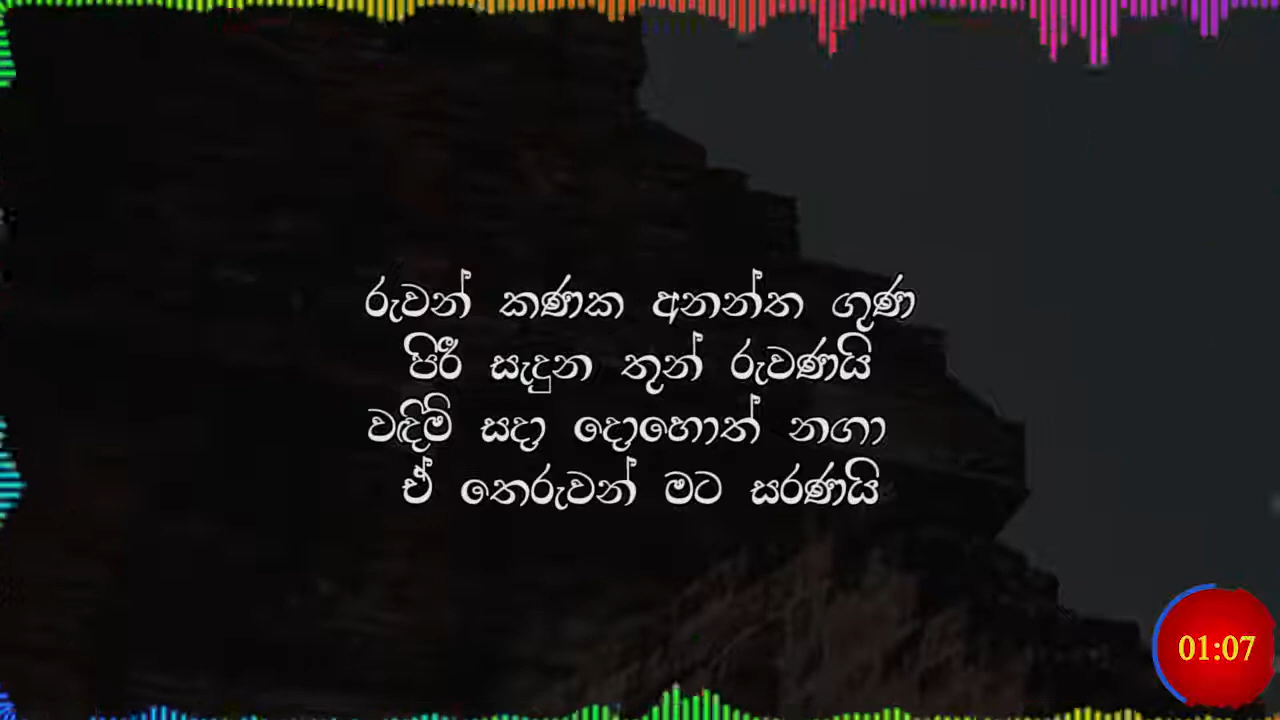 රුවන් කණක අනන්ත ගුණ
පිරී සැදුන තුන් රුවණයි
වඳිම් සදා දොහොත් නගා
ඒ තෙරුවන් මට සරණයි
01:07